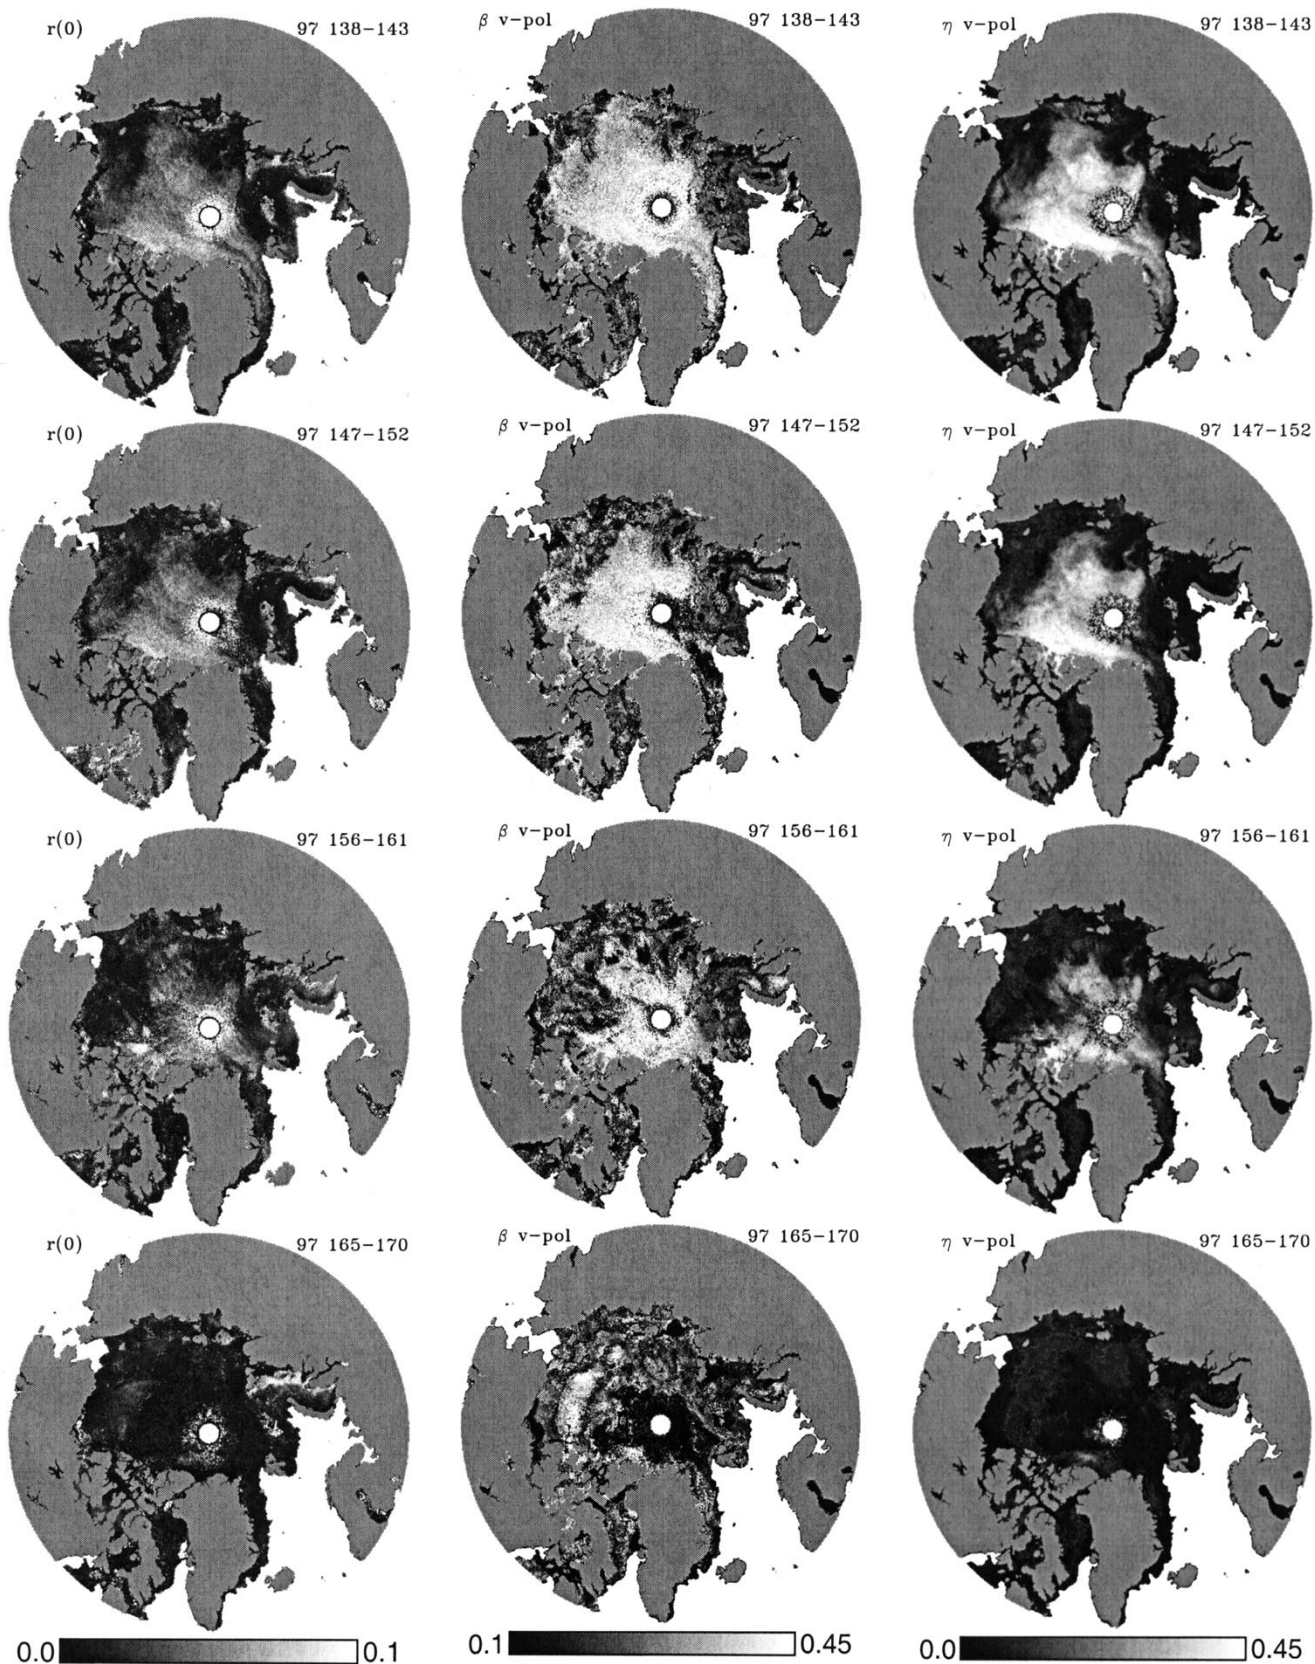 r(0) 97 138−143 β v−pol 97 138−143 η v−pol 97 138−143
r(0) 97 147−152 β v−pol 97 147−152 η v−pol 97 147−152
r(0) 97 156−161 β v−pol 97 156−161 η v−pol 97 156−161
r(0) 97 165−170 β v−pol 97 165−170 η v−pol 97 165−170
0.0 0.1 0.1 0.45 0.0 0.45